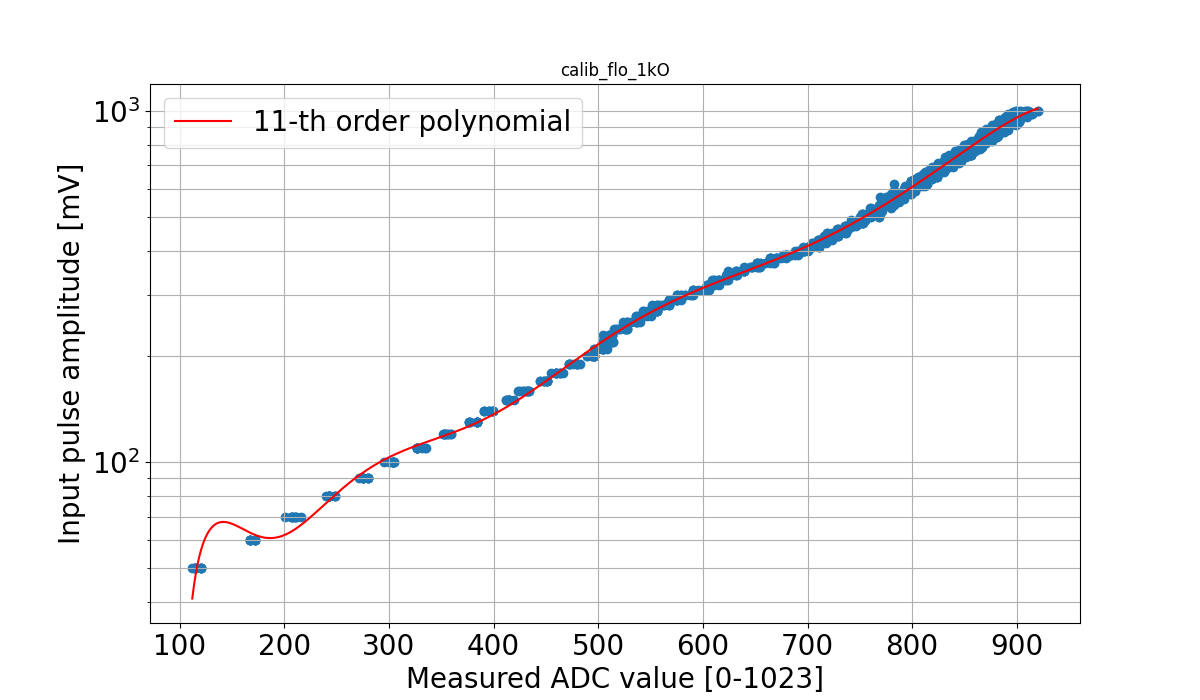 calib_flo_1kO
11-th order polynomial
10³
10²
Input pulse amplitude [mV]
100 200 300 400 500 600 700 800 900
Measured ADC value [0-1023]